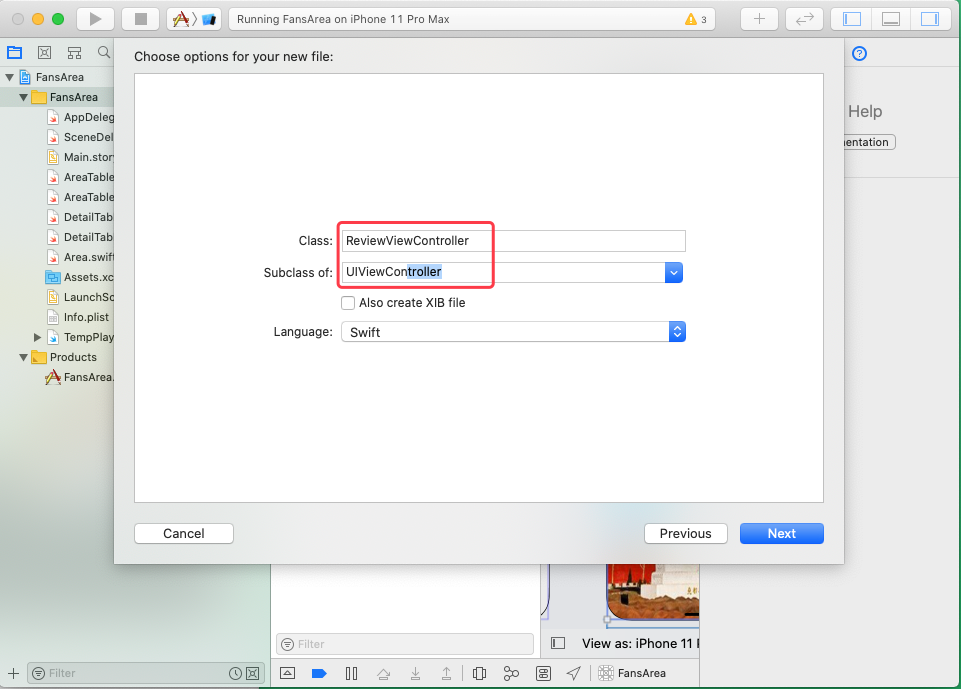 Running FansArea on iPhone 11 Pro Max
3
Choose options for your new file:
FansArea
FansArea
AppDeleg
SceneDel
Main.stor
AreaTable
AreaTable
DetailTab
DetailTab
Area.swift
Assets.xc
LaunchSc
Info.plist
TempPlay
Products
FansArea.
Help
entation
Class: ReviewViewController
Subclass of: UIViewController
Also create XIB file
Language: Swift
Cancel
Previous
Next
Filter
View as: iPhone 11
Filter
FansArea